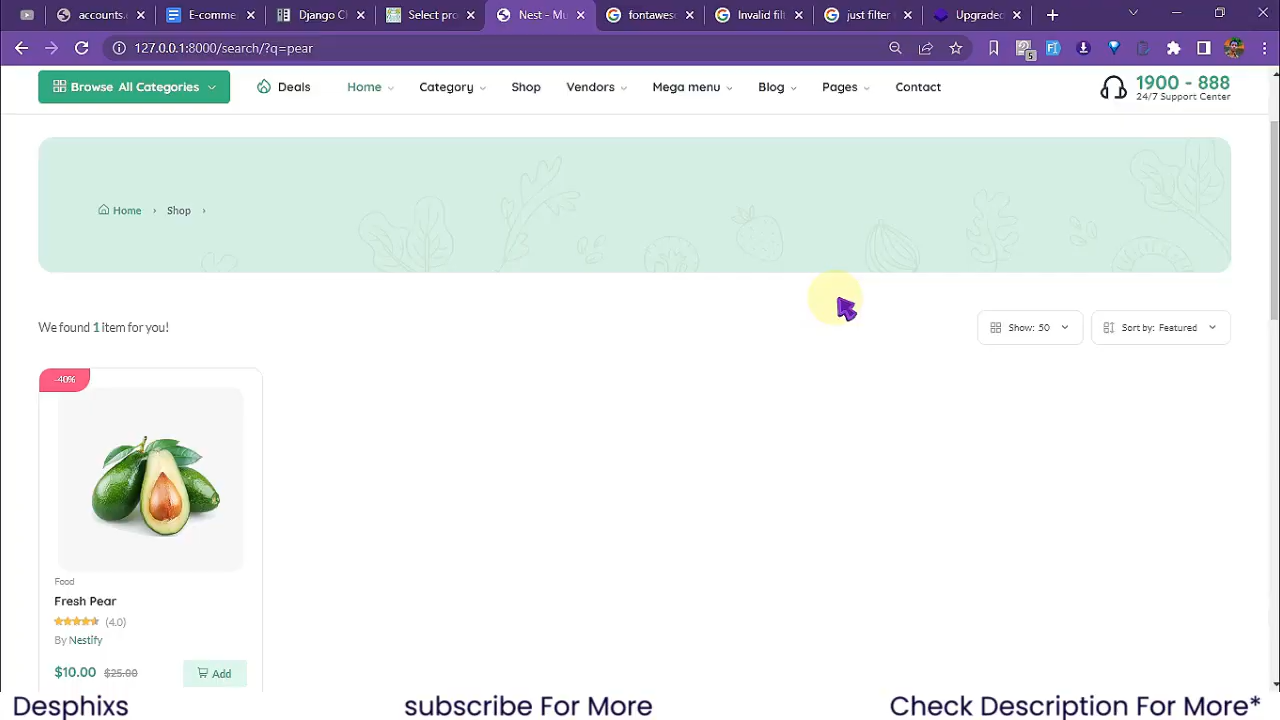 accounts.
E-comme
Django C
Select pro
Nest - Mu
fontawes
Invalid filt
just filter
Upgraded
127.0.0.1:8000/search/?q=pear
5
Browse All Categories
Deals
Home
Category
Shop
Vendors
Mega menu
Blog
Pages
Contact
1900 - 888
24/7 Support Center
Home
Shop
We found 1 item for you!
Show: 50
Sort by: Featured
-40%
Food
Fresh Pear
(4.0)
By Nestify
$10.00 $25.00
Add
Desphixs
subscribe For More
Check Description For More*